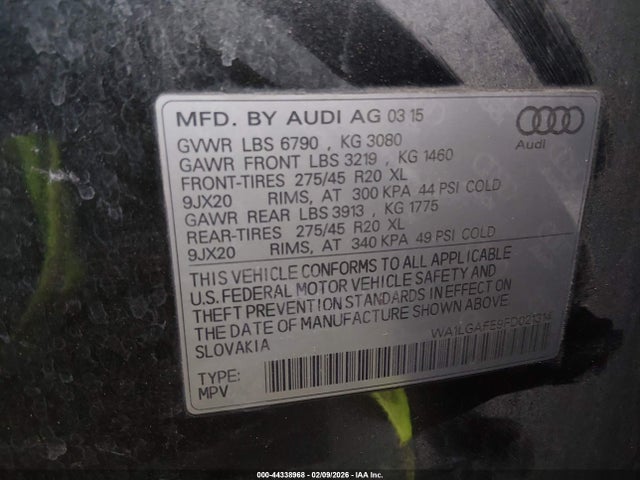 MFD. BY AUDI AG 03 15
GVWR LBS 6790 , KG 3080
GAWR FRONT LBS 3219 , KG 1460
FRONT-TIRES 275/45 R20 XL
9JX20 RIMS, AT 300 KPA 44 PSI COLD
GAWR REAR LBS 3913 , KG 1775
REAR-TIRES 275/45 R20 XL
9JX20 RIMS, AT 340 KPA 49 PSI COLD
Audi
THIS VEHICLE CONFORMS TO ALL APPLICABLE
U.S. FEDERAL MOTOR VEHICLE SAFETY AND
THEFT PREVENTION STANDARDS IN EFFECT ON
THE DATE OF MANUFACTURE SHOWN ABOVE.
SLOVAKIA
WA1LGAFE9FD021314
TYPE:
MPV
000-44338968 - 02/09/2026 - IAA Inc.